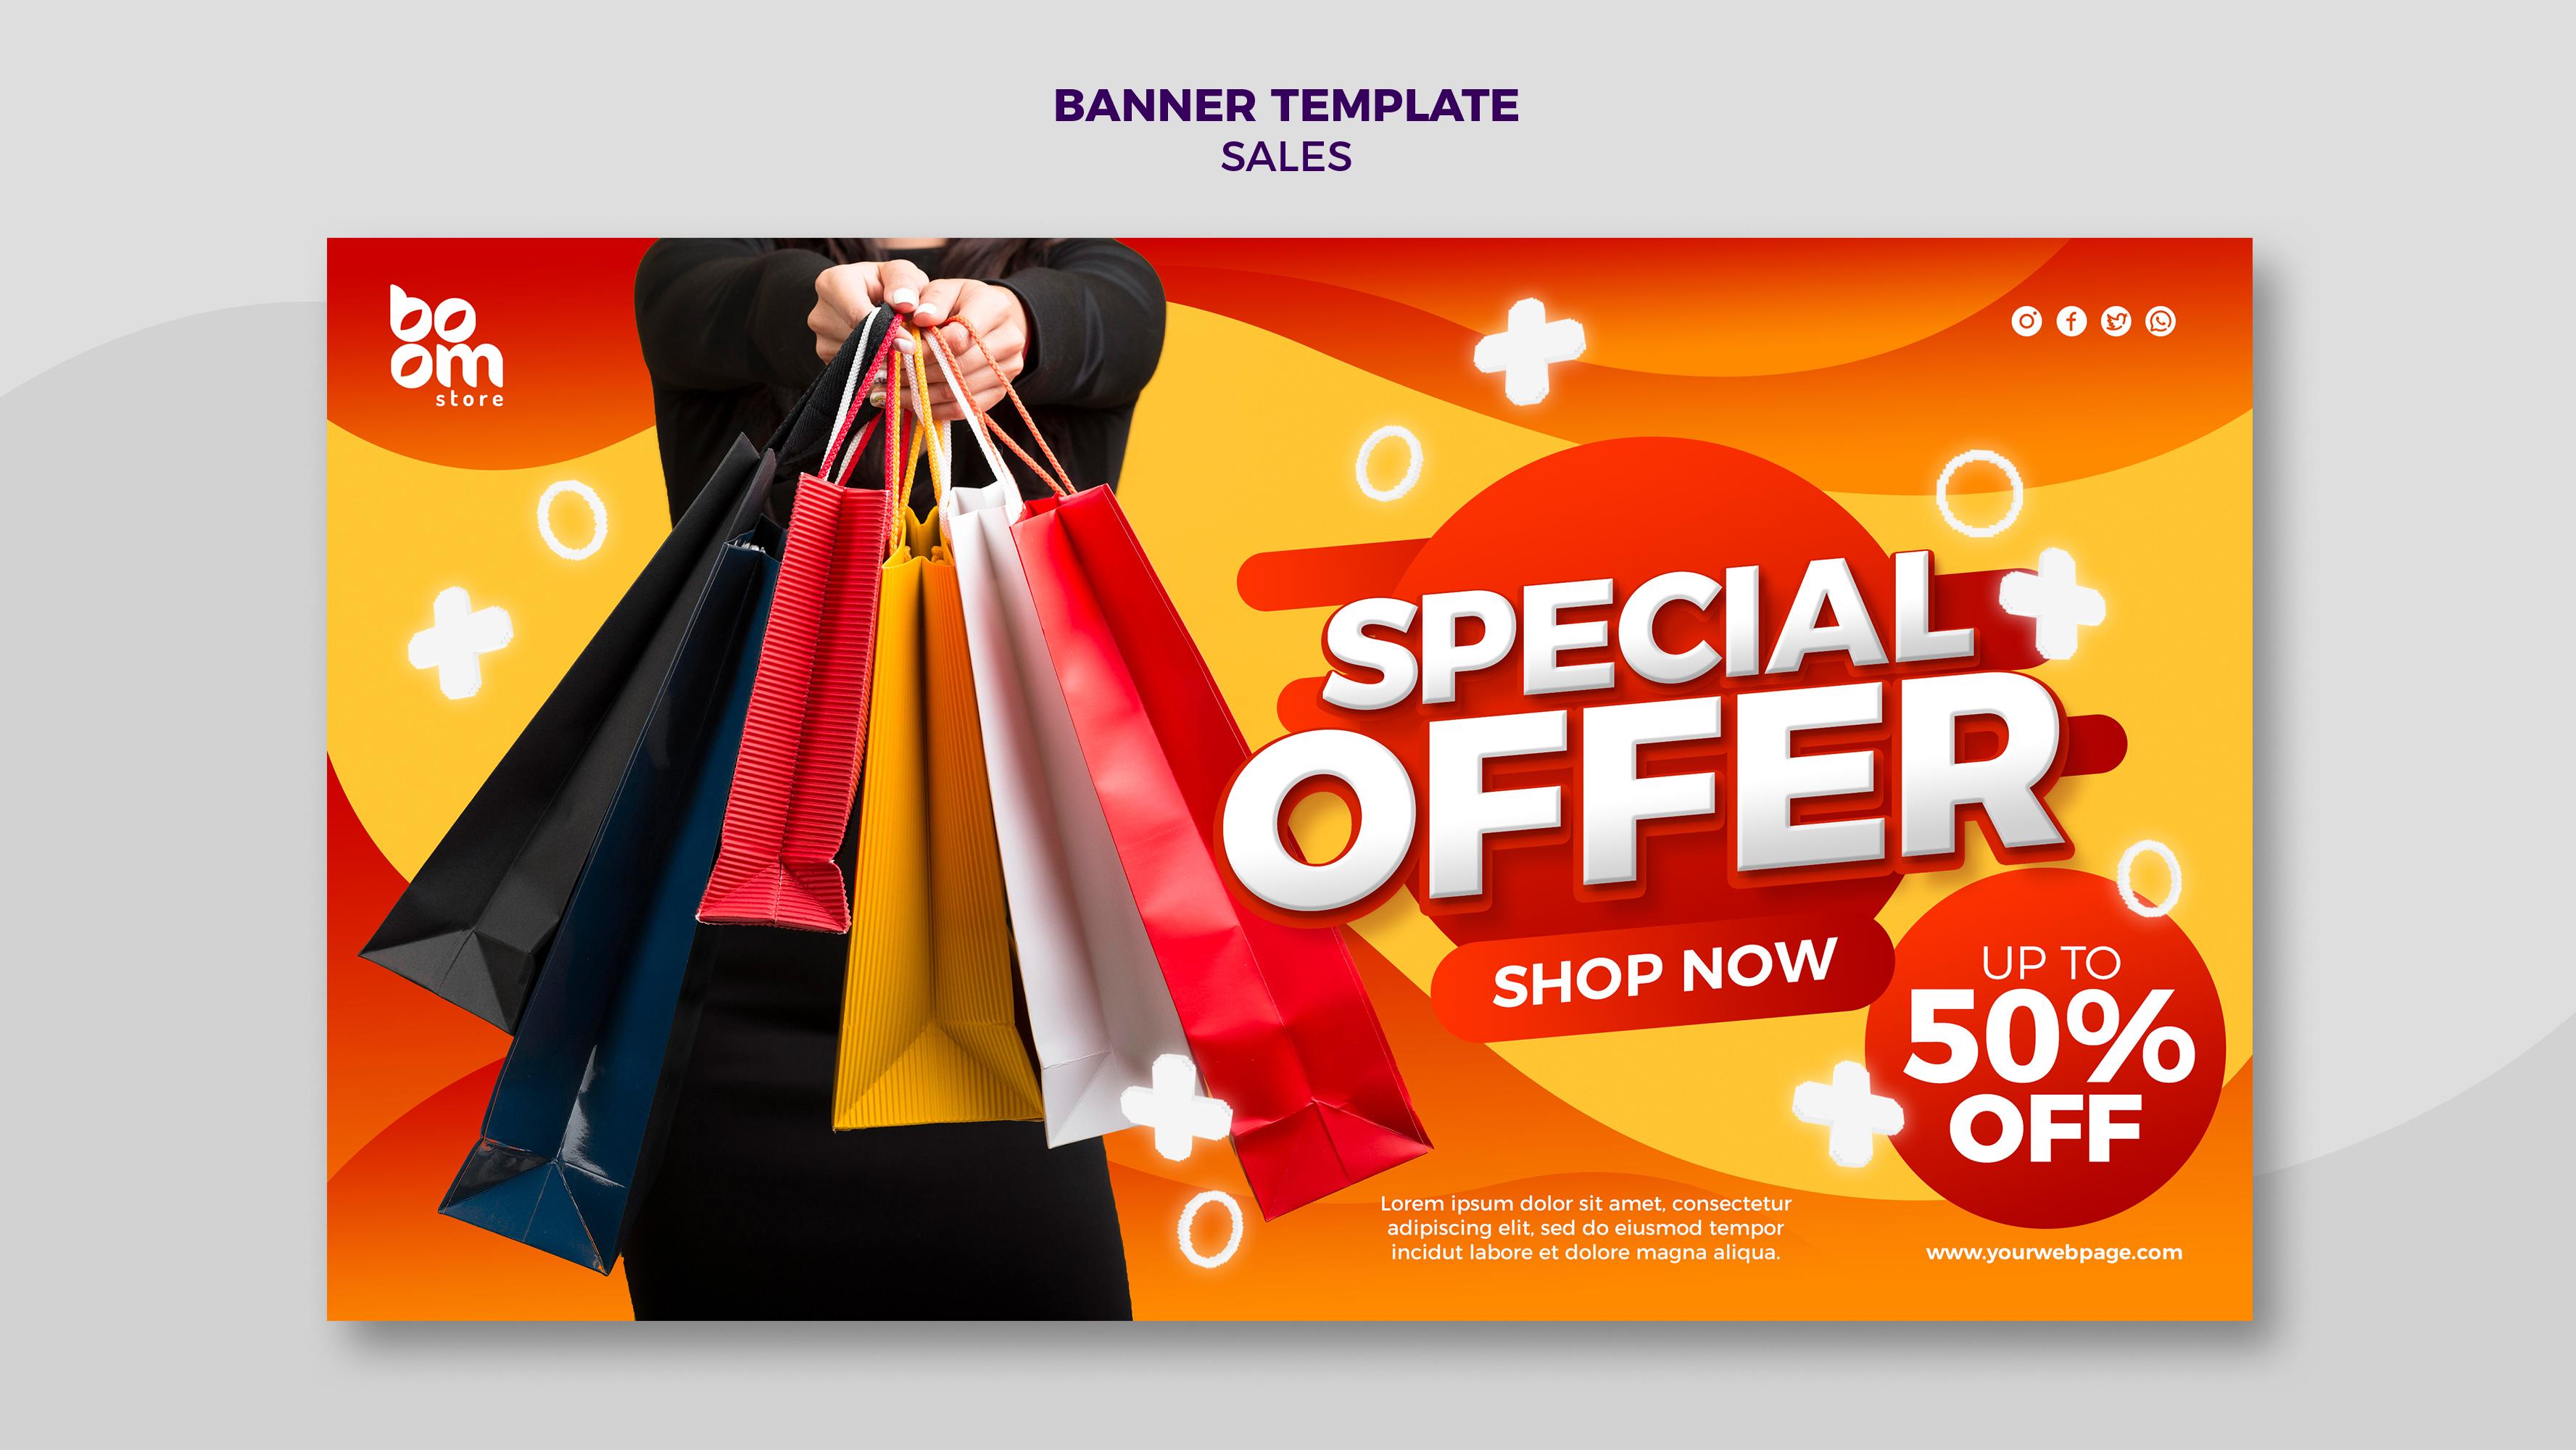 BANNER TEMPLATE
SALES
bo
om
store
SPECIAL
OFFER
SHOP NOW
UP TO
50%
OFF
Lorem ipsum dolor sit amet, consectetur
adipiscing elit, sed do eiusmod tempor
incidut labore et dolore magna aliqua.
www.yourwebpage.com